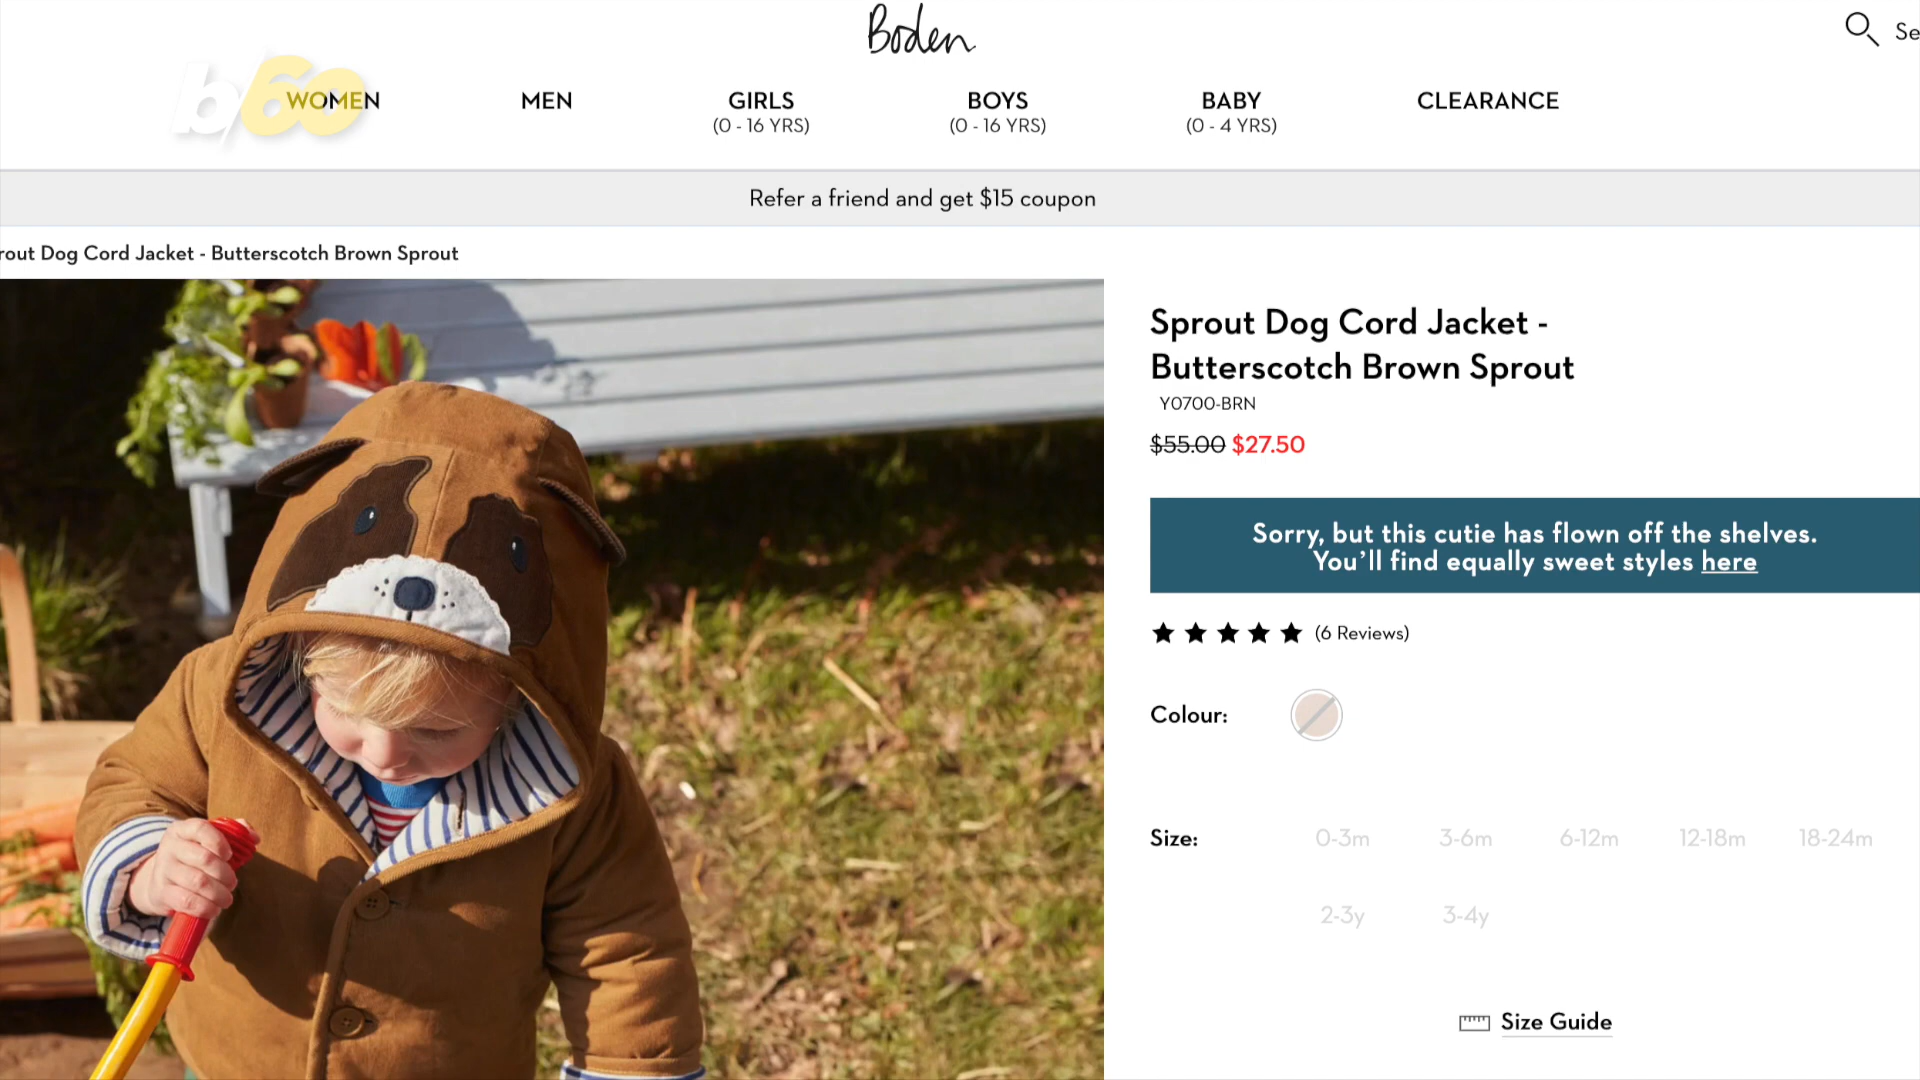 Boden
Se
b/60
WOMEN
MEN
GIRLS
(0 - 16 YRS)
BOYS
(0 - 16 YRS)
BABY
(0 - 4 YRS)
CLEARANCE
Refer a friend and get $15 coupon
rout Dog Cord Jacket - Butterscotch Brown Sprout
Sprout Dog Cord Jacket -
Butterscotch Brown Sprout
Y0700-BRN
$55.00 $27.50
Sorry, but this cutie has flown off the shelves.
You'll find equally sweet styles here
(6 Reviews)
Colour:
Size: 0-3m 3-6m 6-12m 12-18m 18-24m
2-3y 3-4y
Size Guide